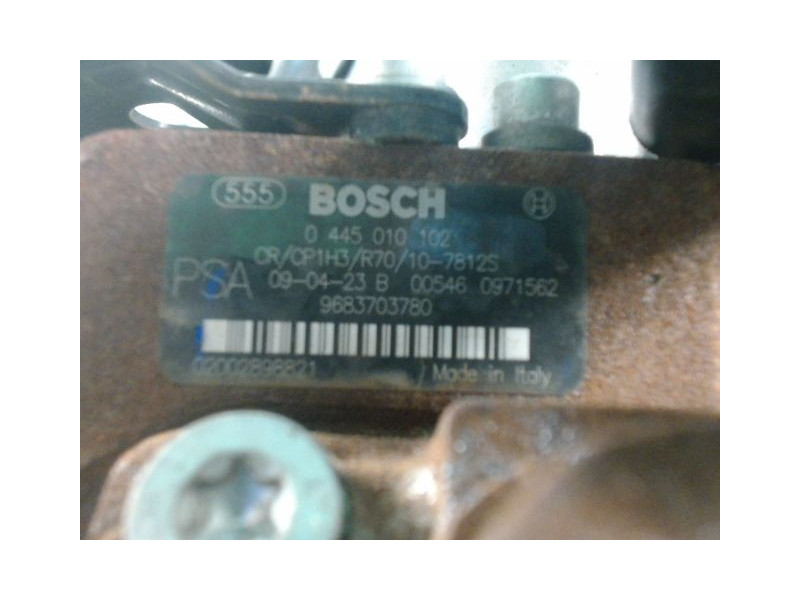 555 BOSCH
0 445 010 102
CR/CP1H3/R70/10-7812S
PSA 09-04-23 B 00546 0971562
9683703780
02002898821 Made in Italy